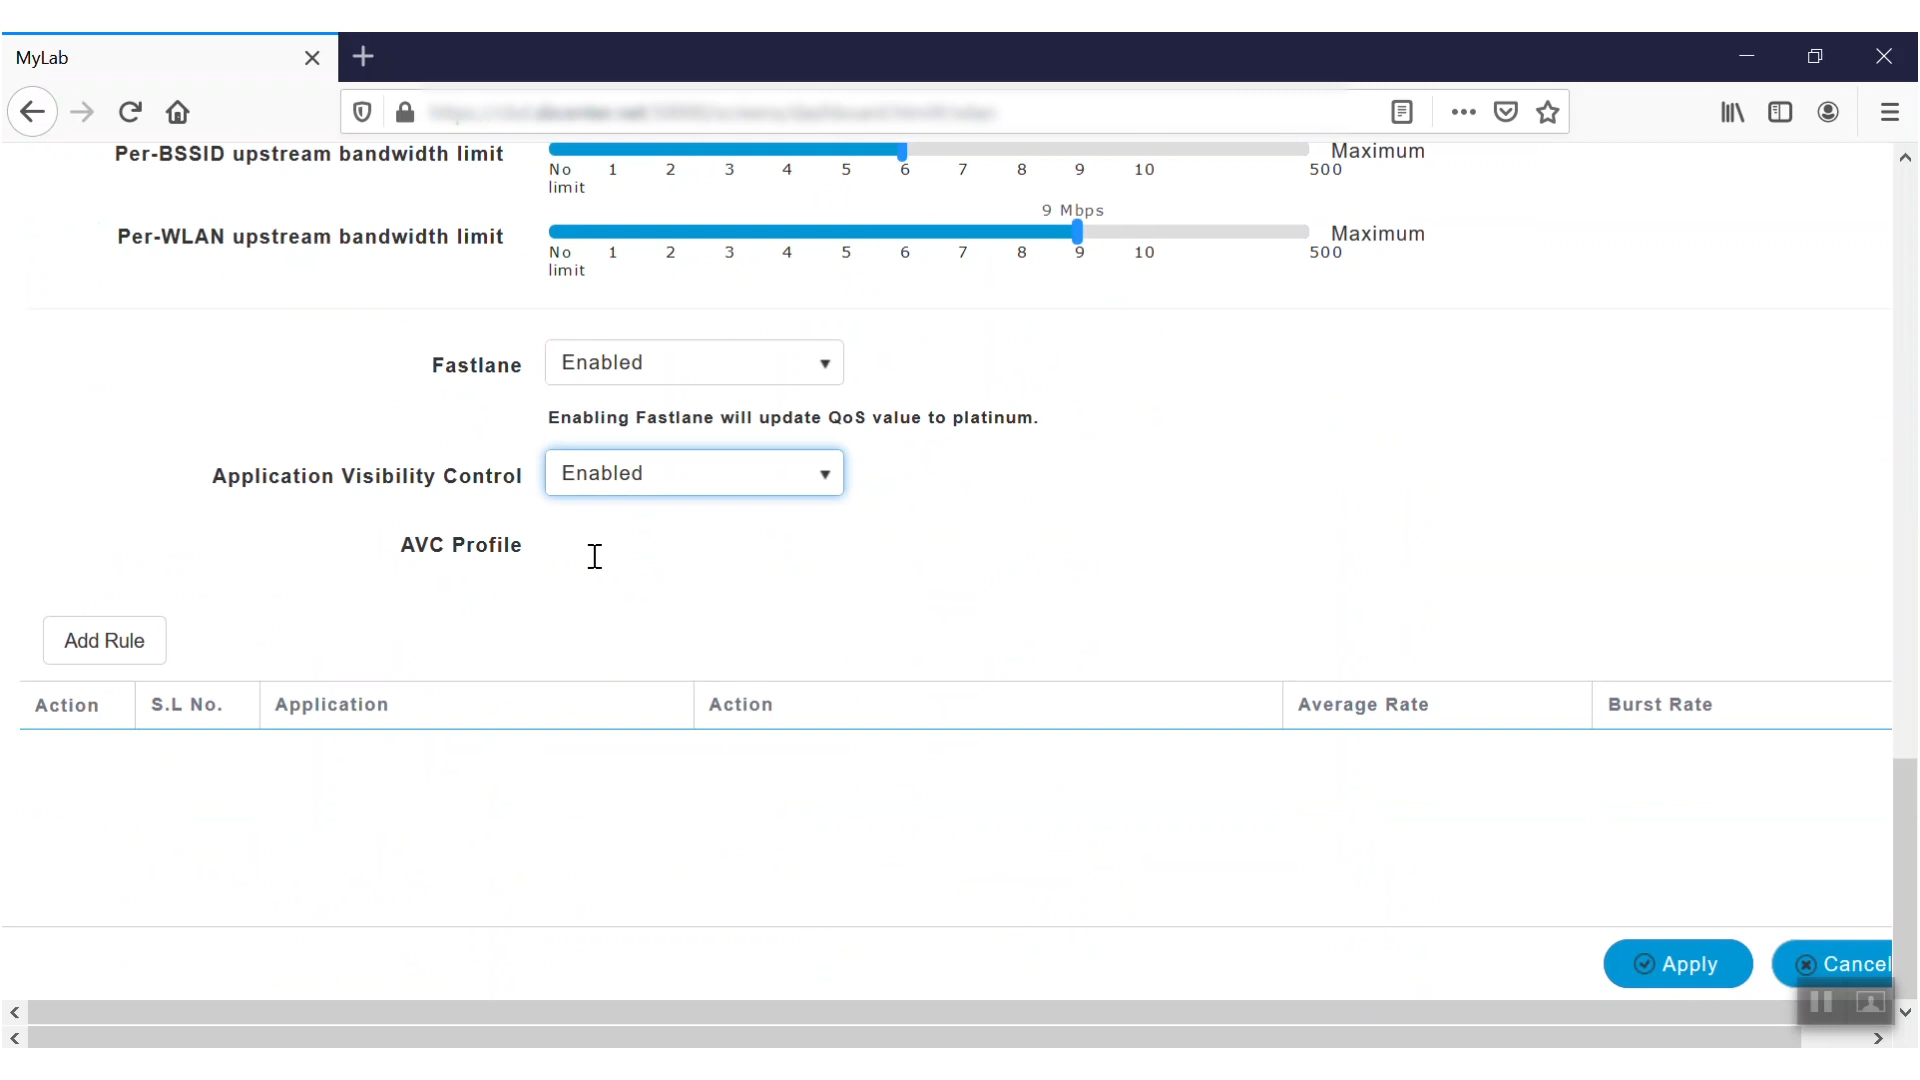 MyLab
Per-BSSID upstream bandwidth limit
Maximum
No limit 1 2 3 4 5 6 7 8 9 10 500
9 Mbps
Per-WLAN upstream bandwidth limit
Maximum
No limit 1 2 3 4 5 6 7 8 9 10 500
Fastlane Enabled
Enabling Fastlane will update QoS value to platinum.
Application Visibility Control Enabled
AVC Profile
Add Rule
Action S.L No. Application Action Average Rate Burst Rate
Apply Cancel